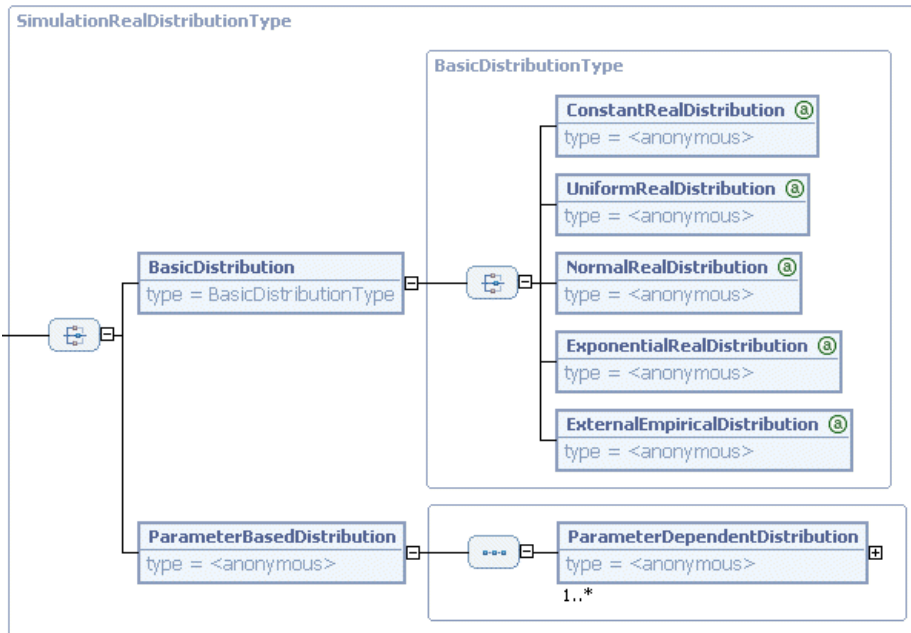 SimulationRealDistributionType
BasicDistributionType
ConstantRealDistribution a
type = <anonymous>
UniformRealDistribution a
type = <anonymous>
BasicDistribution
type = BasicDistributionType
NormalRealDistribution a
type = <anonymous>
ExponentialRealDistribution a
type = <anonymous>
ExternalEmpiricalDistribution a
type = <anonymous>
ParameterBasedDistribution
type = <anonymous>
ParameterDependentDistribution
type = <anonymous>
1..*